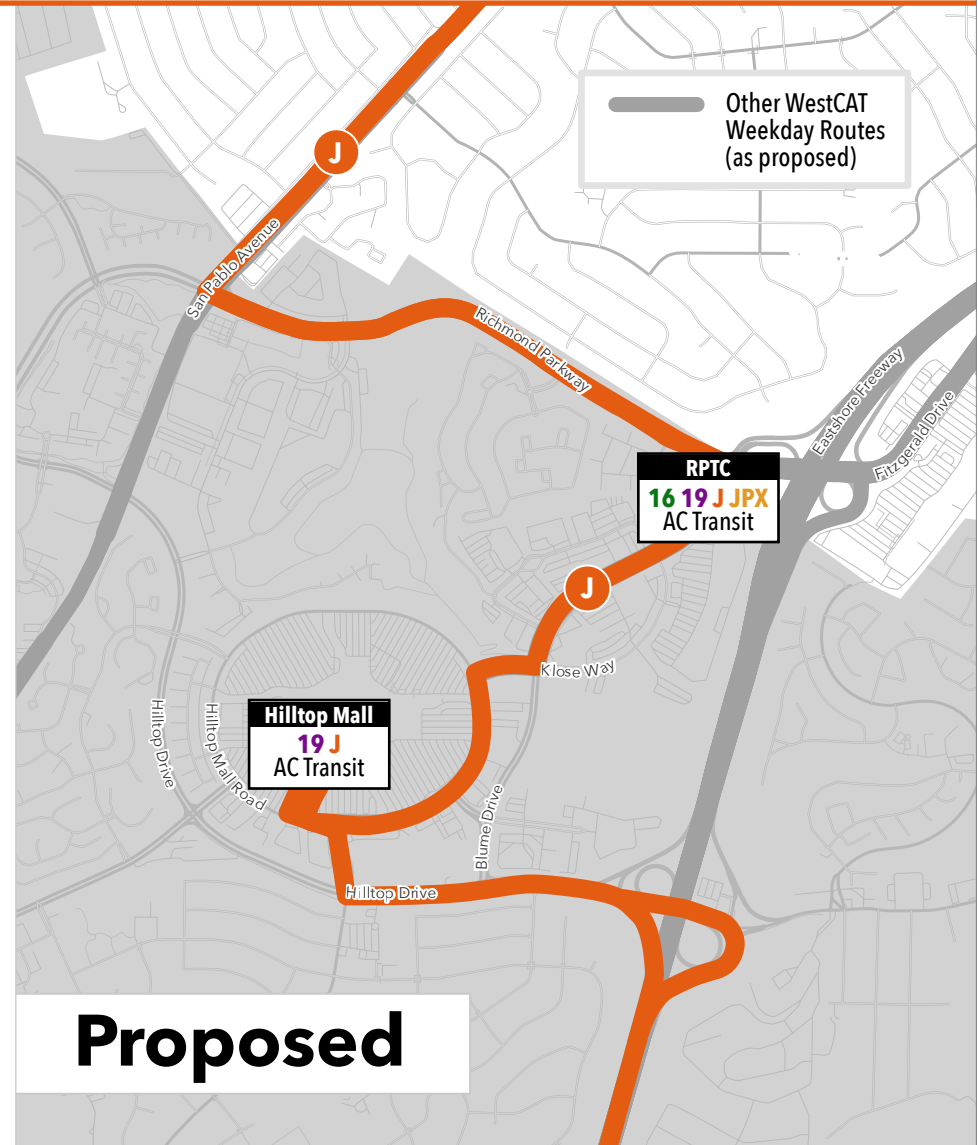 Other WestCAT
Weekday Routes
(as proposed)
J
San Pablo Avenue
Richmond Parkway
Eastshore Freeway
Fitzgerald Drive
RPTC
16 19 J JPX
AC Transit
J
Klose Way
Hilltop Drive
Hilltop Mall Road
Hilltop Mall
19 J
AC Transit
Blume Drive
Hilltop Drive
Proposed